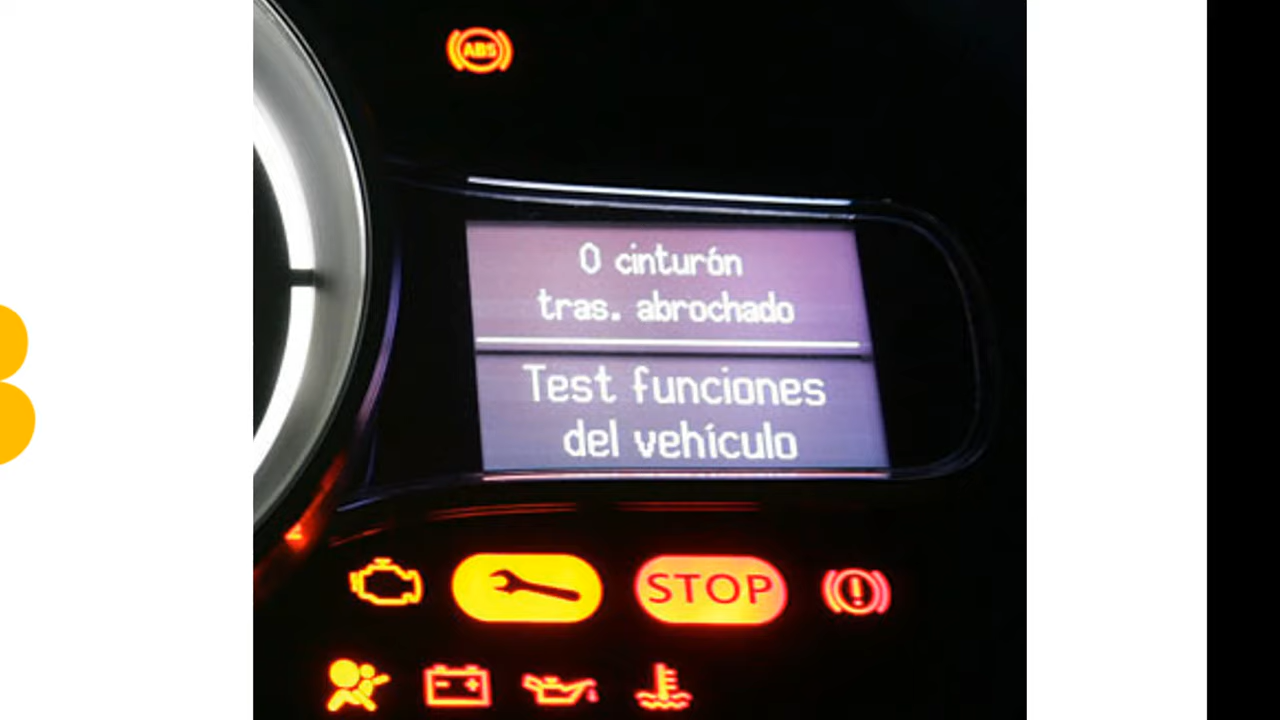 ABS
0 cinturón
tras. abrochado
Test funciones
del vehículo
STOP